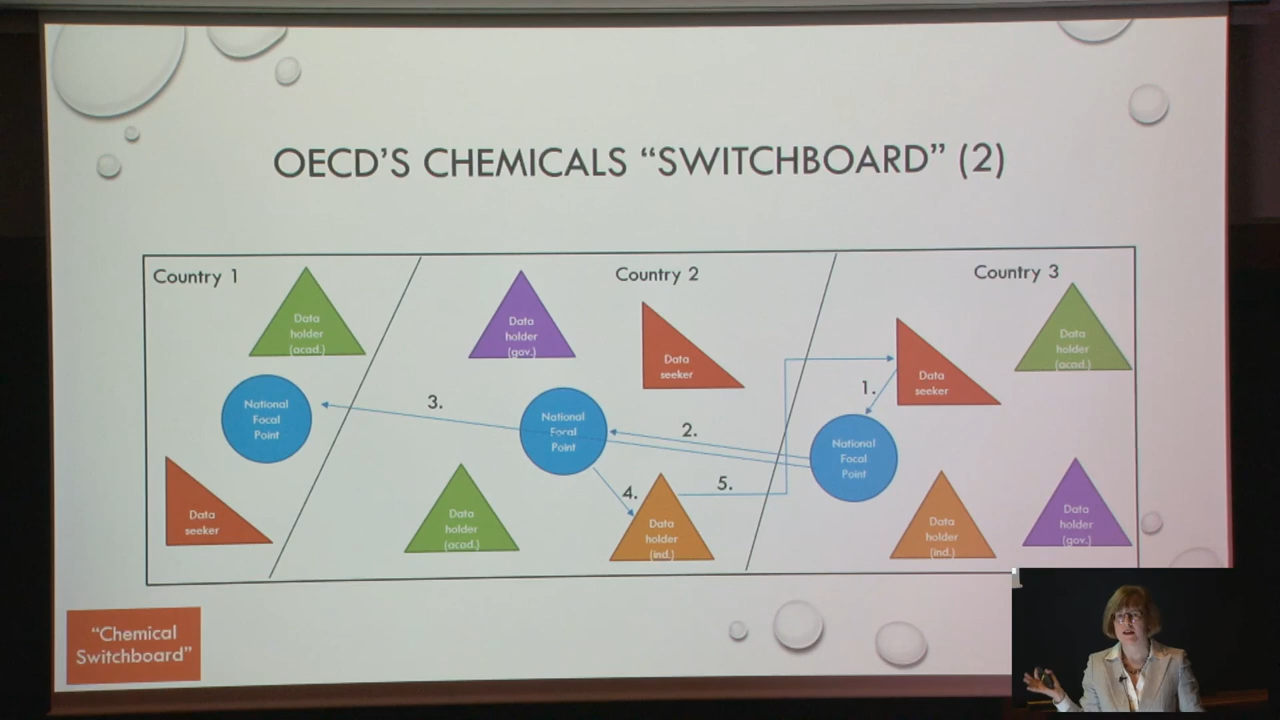 OECD'S CHEMICALS “SWITCHBOARD” (2)
Country 1
Country 2
Country 3
Data
holder
(acad.)
Data
holder
(gov.)
Data
seeker
Data
seeker
Data
holder
(acad.)
National
Focal
Point
National
Focal
Point
National
Focal
Point
1.
2.
3.
4.
5.
Data
seeker
Data
holder
(acad.)
Data
holder
(ind.)
Data
holder
(ind.)
Data
holder
(gov.)
“Chemical
Switchboard”